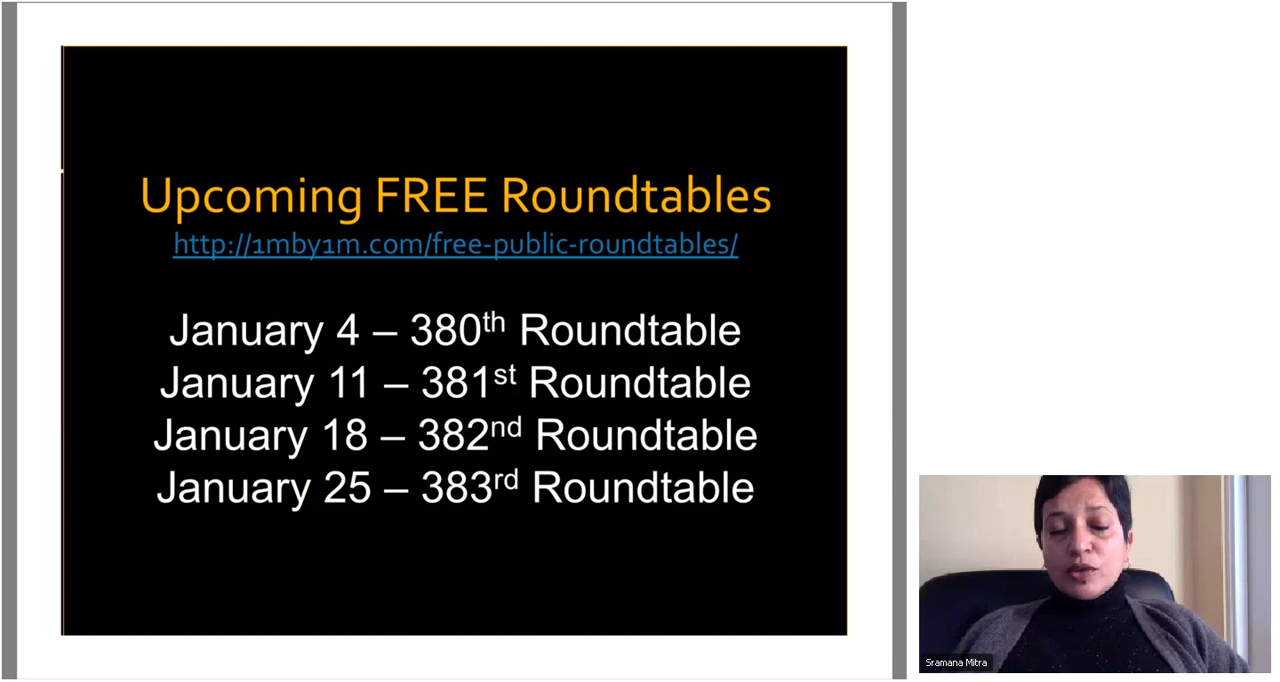 Upcoming FREE Roundtables
http://1mby1m.com/free-public-roundtables/
January 4 – 380th Roundtable
January 11 – 381st Roundtable
January 18 – 382nd Roundtable
January 25 – 383rd Roundtable
Sramana Mitra